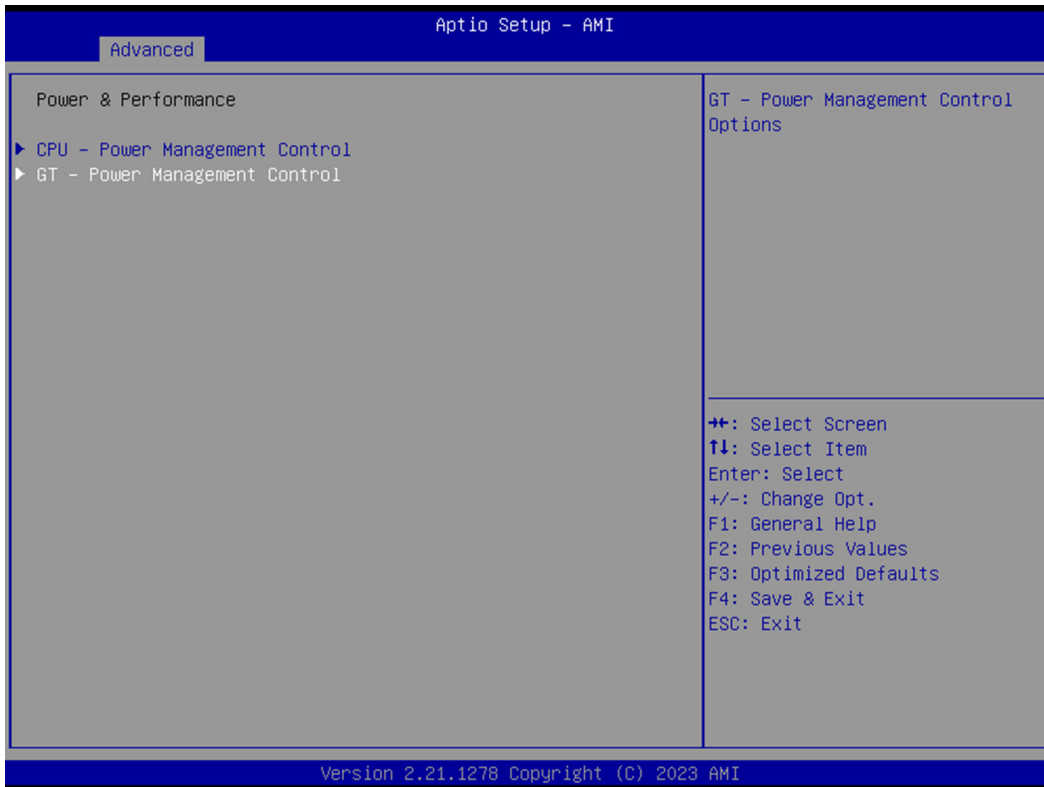 Aptio Setup – AMI
Advanced
Power & Performance
CPU – Power Management Control
GT – Power Management Control
GT – Power Management Control
Options
→←: Select Screen
↑↓: Select Item
Enter: Select
+/-: Change Opt.
F1: General Help
F2: Previous Values
F3: Optimized Defaults
F4: Save & Exit
ESC: Exit
Version 2.21.1278 Copyright (C) 2023 AMI